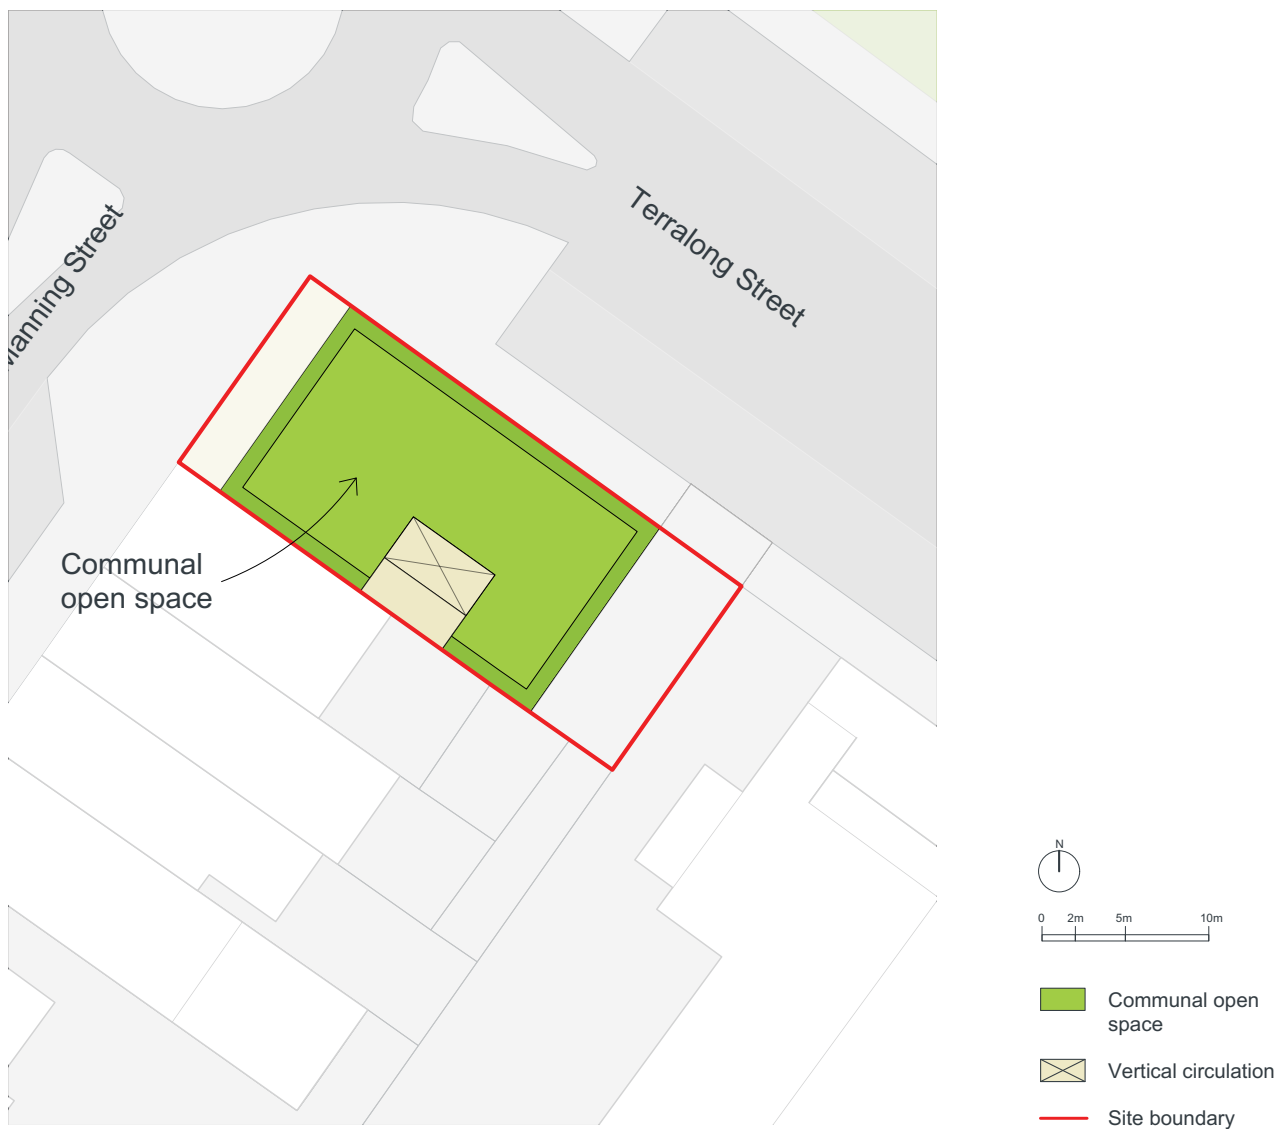 Terralong Street
Manning Street
Communal
open space
N
0 2m 5m 10m
Communal open
space
Vertical circulation
Site boundary